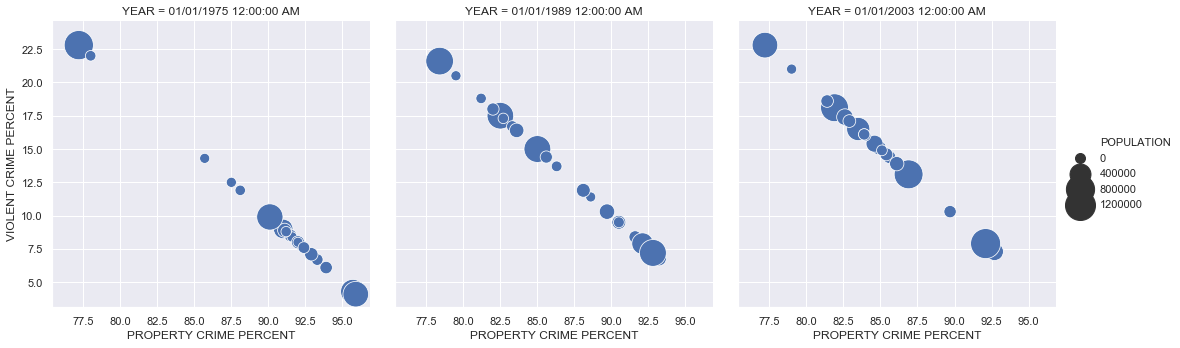 YEAR = 01/01/1975 12:00:00 AM
YEAR = 01/01/1989 12:00:00 AM
YEAR = 01/01/2003 12:00:00 AM
VIOLENT CRIME PERCENT
22.5
20.0
17.5
15.0
12.5
10.0
7.5
5.0
77.5 80.0 82.5 85.0 87.5 90.0 92.5 95.0
77.5 80.0 82.5 85.0 87.5 90.0 92.5 95.0
77.5 80.0 82.5 85.0 87.5 90.0 92.5 95.0
PROPERTY CRIME PERCENT
PROPERTY CRIME PERCENT
PROPERTY CRIME PERCENT
POPULATION
0
400000
800000
1200000